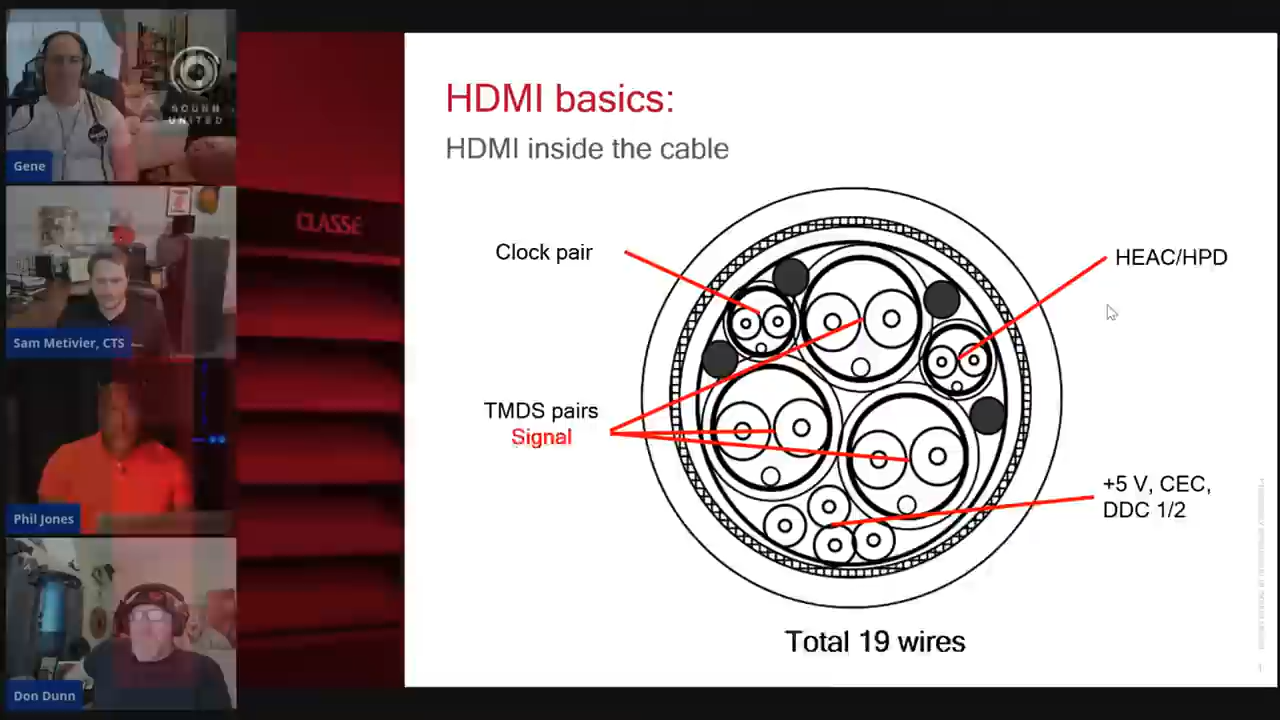 SOUND
UNITED
Gene
Sam Metivier, CTS
Phil Jones
Don Dunn
CLASSÉ
HDMI basics:
HDMI inside the cable
Clock pair
HEAC/HPD
TMDS pairs
Signal
+5 V, CEC,
DDC 1/2
Total 19 wires